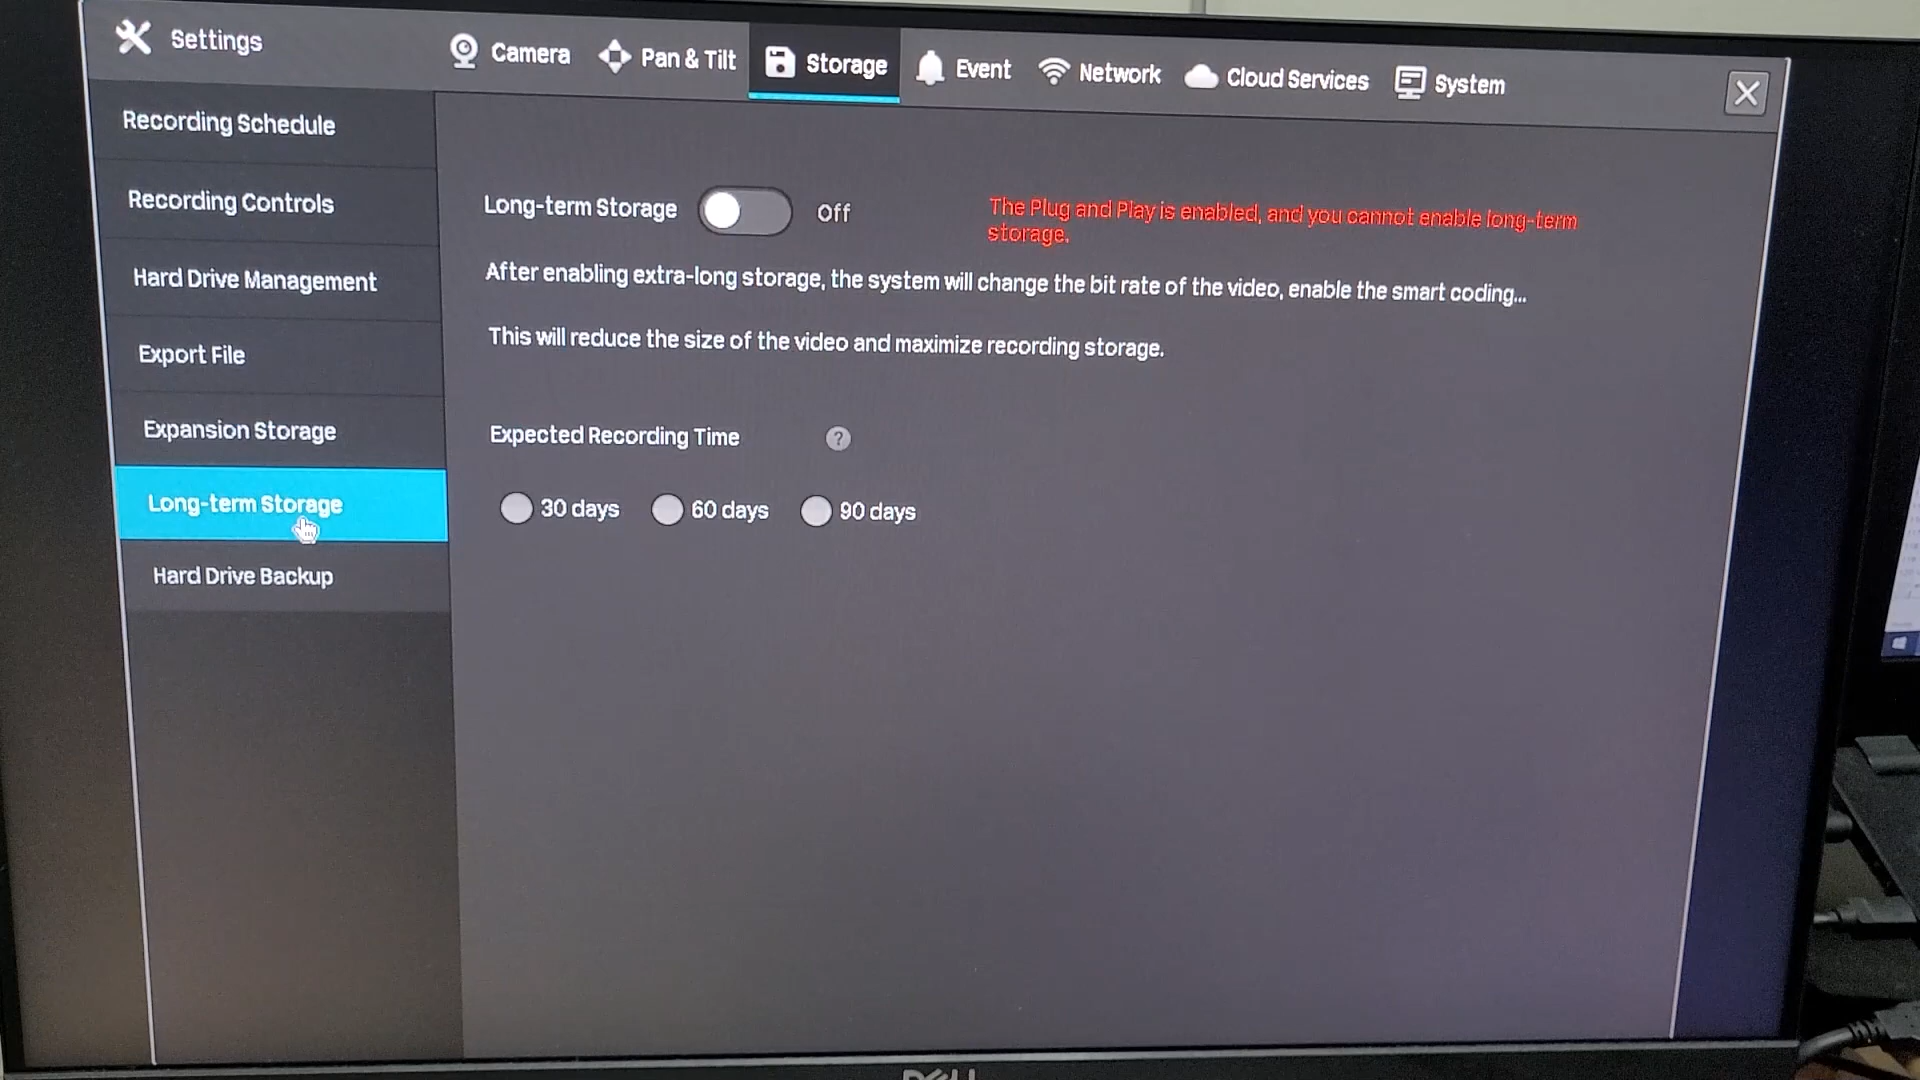 Settings
Camera
Pan & Tilt
Storage
Event
Network
Cloud Services
System
Recording Schedule
Recording Controls
Hard Drive Management
Export File
Expansion Storage
Long-term Storage
Hard Drive Backup
Long-term Storage
Off
The Plug and Play is enabled, and you cannot enable long-term
storage.
After enabling extra-long storage, the system will change the bit rate of the video, enable the smart coding...
This will reduce the size of the video and maximize recording storage.
Expected Recording Time
?
30 days
60 days
90 days
DELL